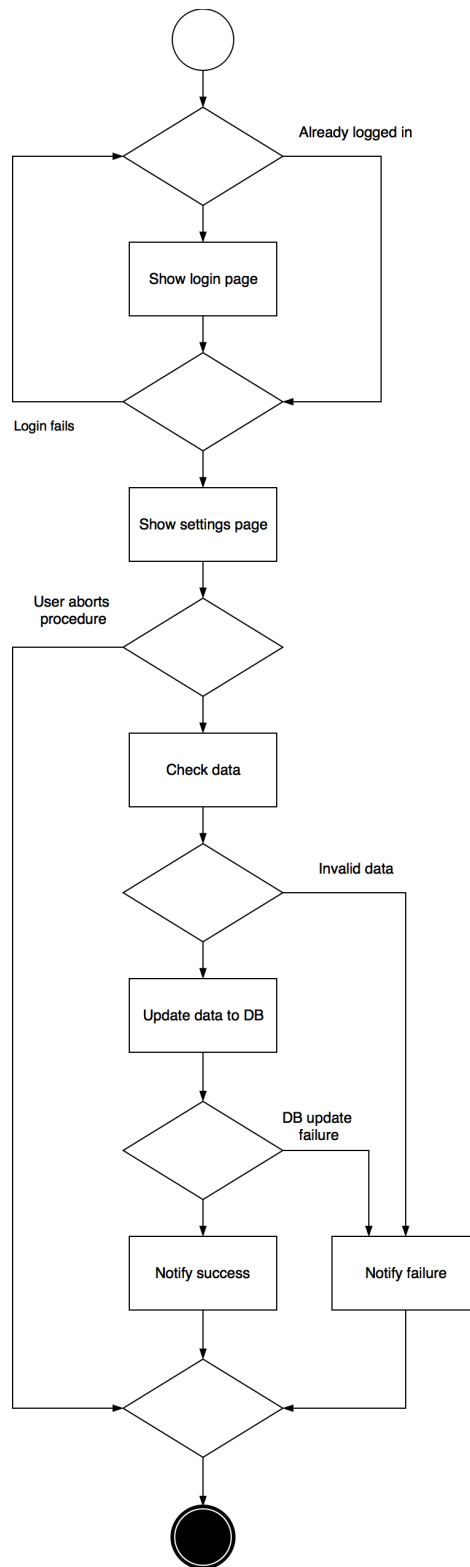 Already logged in
Show login page
Login fails
Show settings page
User aborts
procedure
Check data
Invalid data
Update data to DB
DB update
failure
Notify success
Notify failure